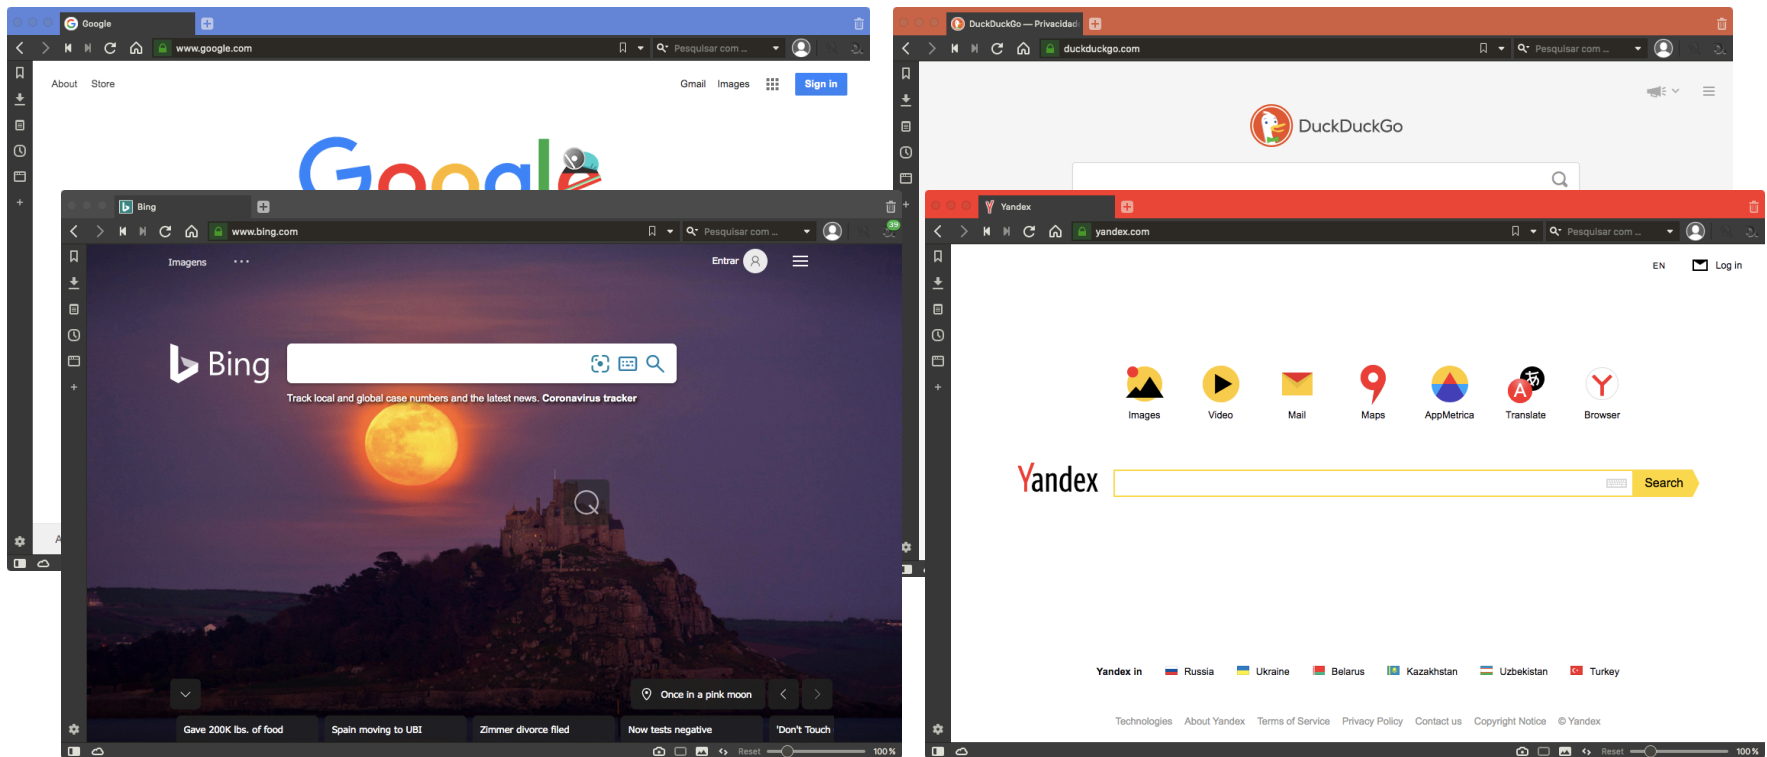 Google
www.google.com
Pesquisar com ...
About Store
Gmail Images Sign in
Google
DuckDuckGo — Privacidad
duckduckgo.com
Pesquisar com ...
DuckDuckGo
Bing
www.bing.com
Pesquisar com ...
39
Imagens ...
Entrar
Bing
Track local and global case numbers and the latest news. Coronavirus tracker
Once in a pink moon
Gave 200K lbs. of food
Spain moving to UBI
Zimmer divorce filed
Now tests negative
'Don't Touch
Reset 100 %
Yandex
yandex.com
Pesquisar com ...
EN Log in
Images Video Mail Maps AppMetrica Translate Browser
Yandex
Search
Yandex in Russia Ukraine Belarus Kazakhstan Uzbekistan Turkey
Technologies About Yandex Terms of Service Privacy Policy Contact us Copyright Notice © Yandex
Reset 100 %